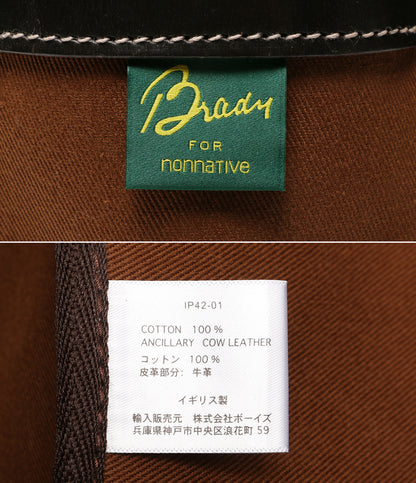 Brady
FOR
nonnative
IP42-01
COTTON 100%
ANCILLARY COW LEATHER
コットン 100%
皮革部分: 牛革
イギリス製
輸入販売元 株式会社ボーイズ
兵庫県神戸市中央区浪花町 59